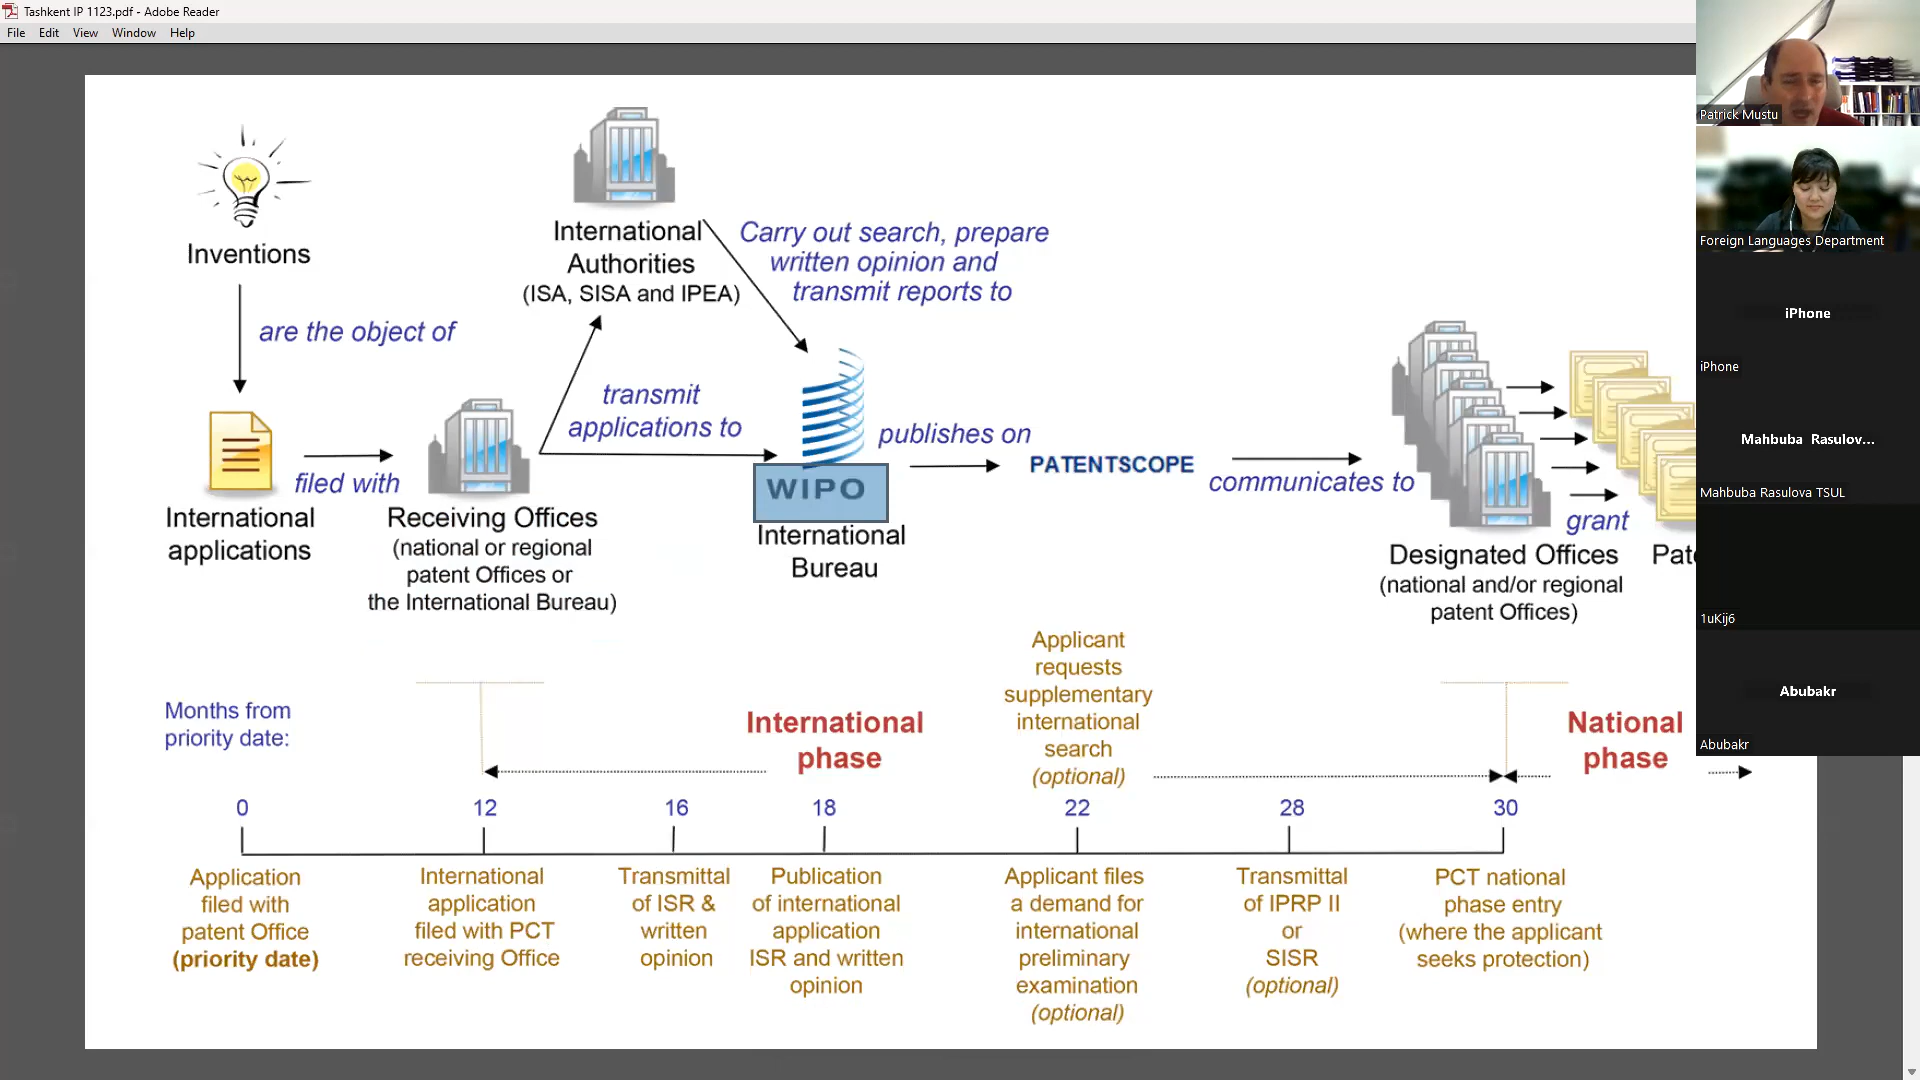 Tashkent IP 1123.pdf - Adobe Reader
File Edit View Window Help
Inventions
are the object of
International
applications
filed with
Receiving Offices
(national or regional
patent Offices or
the International Bureau)
International
Authorities
(ISA, SISA and IPEA)
transmit
applications to
Carry out search, prepare
written opinion and
transmit reports to
WIPO
International
Bureau
publishes on
PATENTSCOPE
communicates to
Designated Offices
(national and/or regional
patent Offices)
grant
Months from
priority date:
International
phase
Applicant
requests
supplementary
international
search
(optional)
National
phase
0
12
16
18
22
28
30
Application
filed with
patent Office
(priority date)
International
application
filed with PCT
receiving Office
Transmittal
of ISR &
written
opinion
Publication
of international
application
ISR and written
opinion
Applicant files
a demand for
international
preliminary
examination
(optional)
Transmittal
of IPRP II
or
SISR
(optional)
PCT national
phase entry
(where the applicant
seeks protection)
Patrick Mustu
Foreign Languages Department
iPhone
iPhone
Mahbuba Rasulov...
Mahbuba Rasulova TSUL
1uKij6
Abubakr
Abubakr